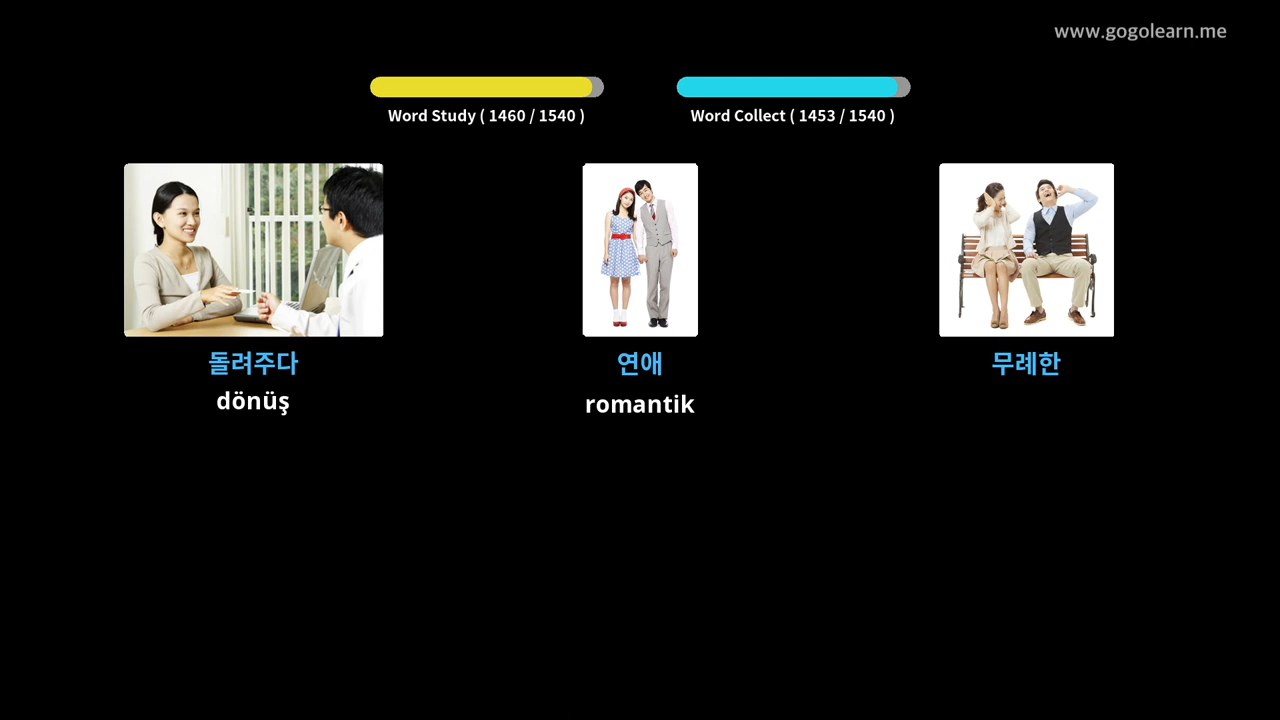 www.gogolearn.me
Word Study ( 1460 / 1540 )
Word Collect ( 1453 / 1540 )
돌려주다
dönüş
연애
romantik
무례한